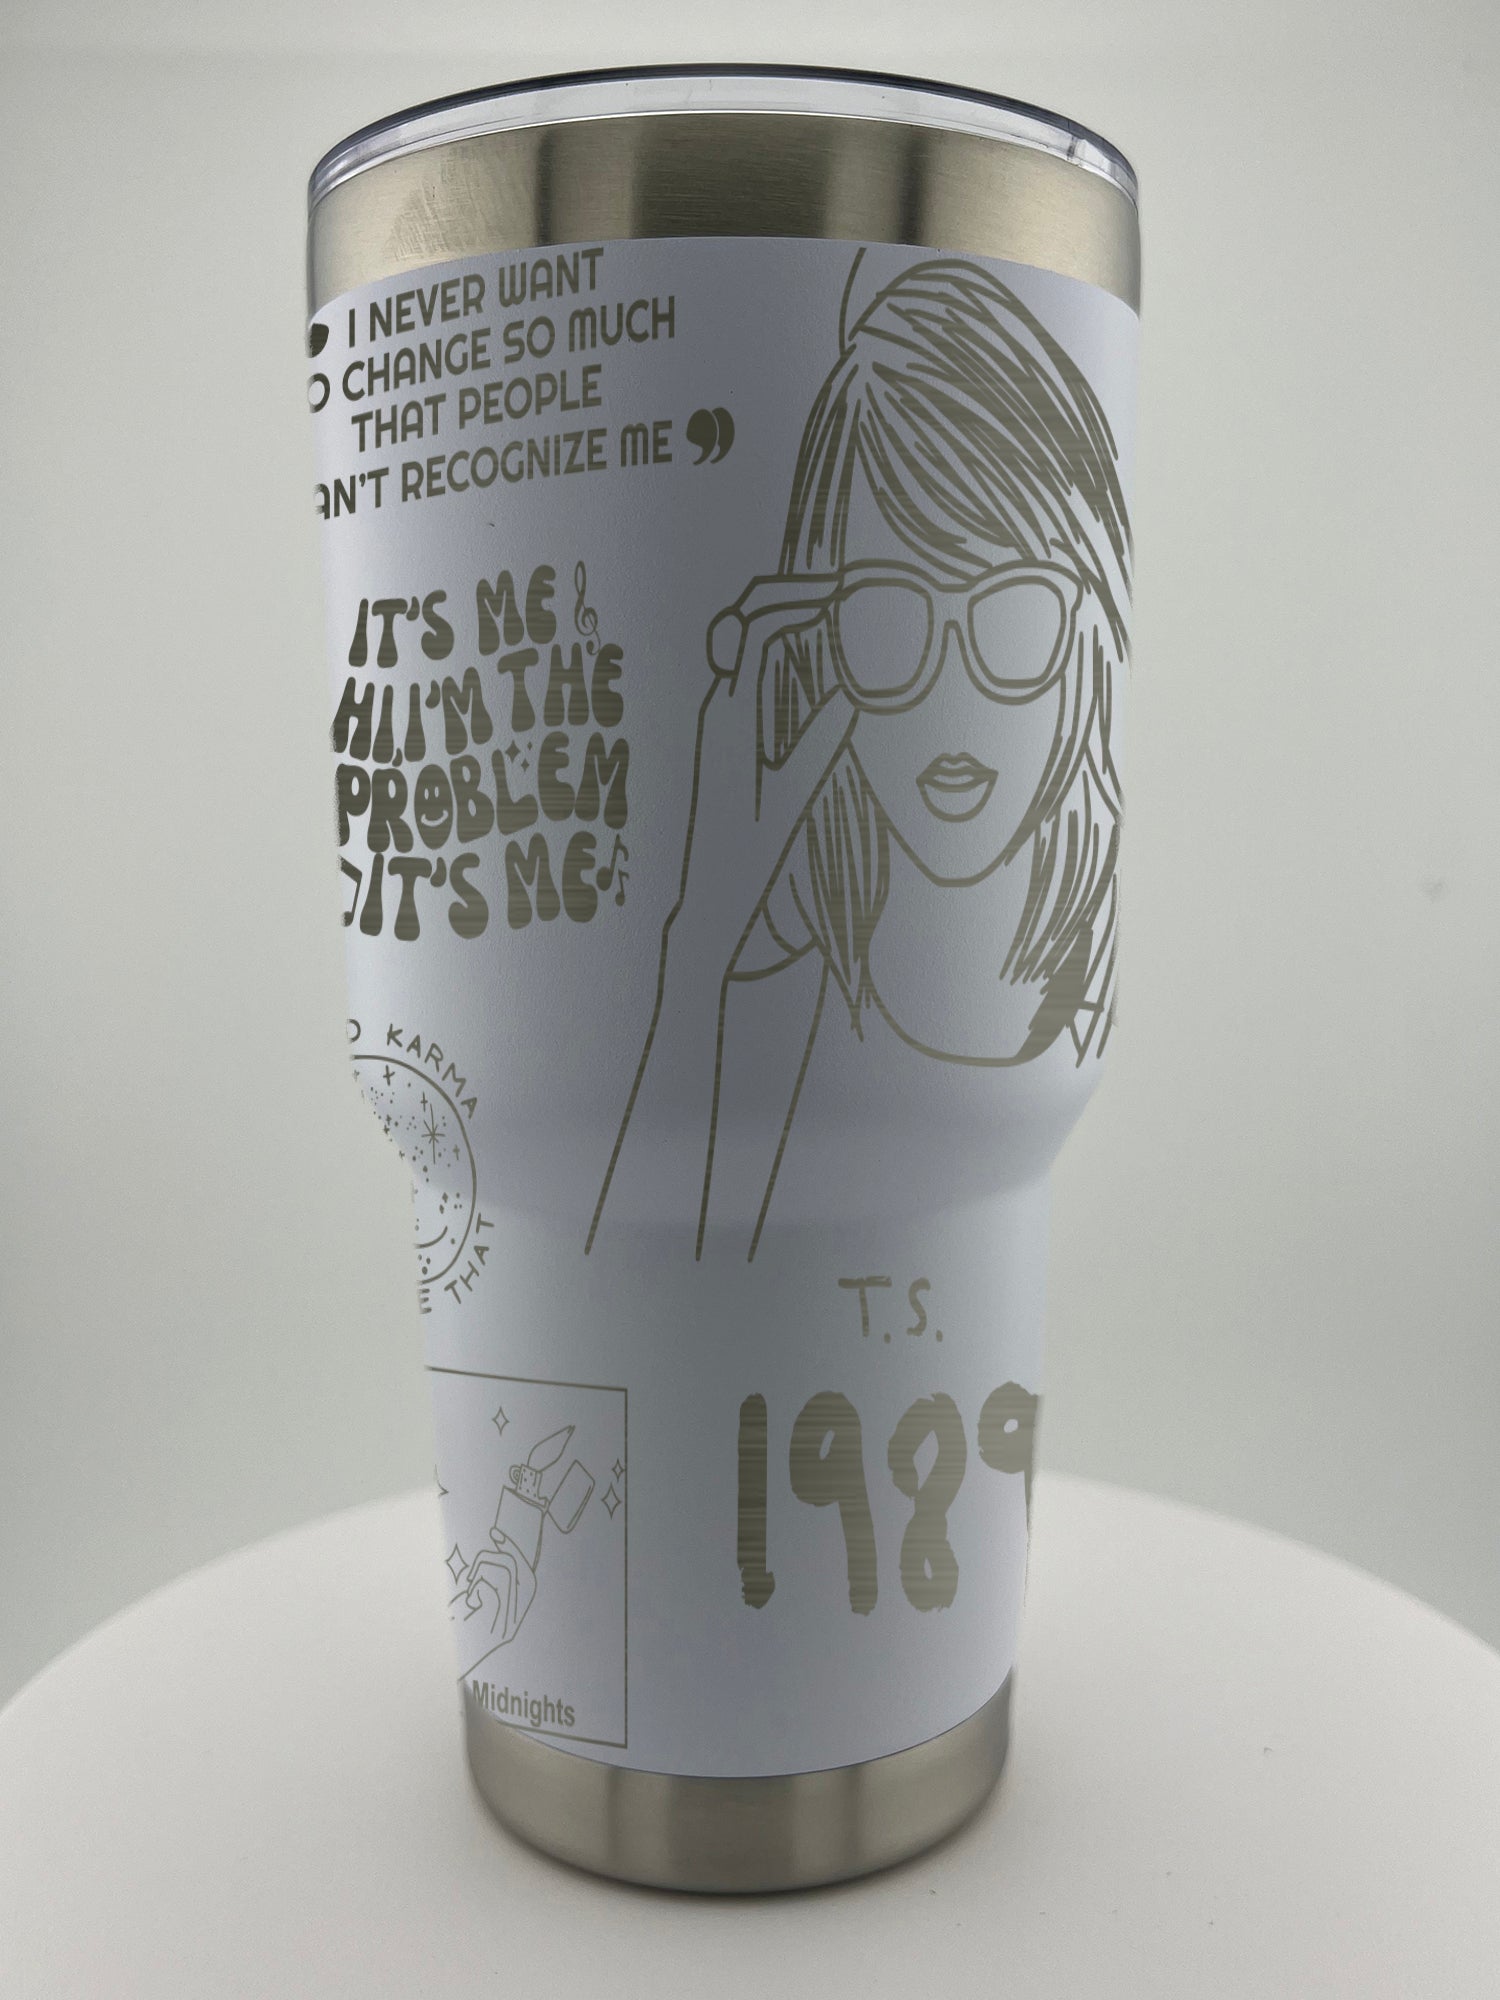 I NEVER WANT
O CHANGE SO MUCH
THAT PEOPLE
AN'T RECOGNIZE ME”
IT'S ME
HI, I'M THE
PROBLEM
IT'S ME
KARMA
E THAT
Midnights
T.S.
1989